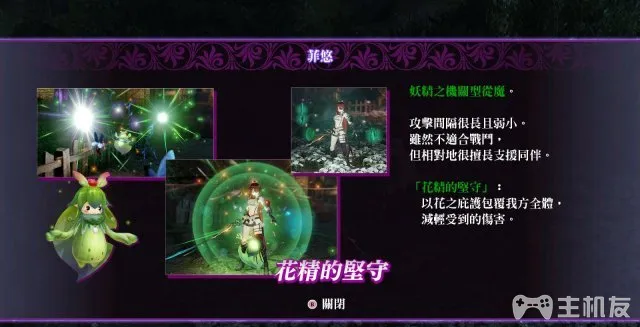 菲悠
妖精之機關型從魔。
攻擊間隔很長且弱小。
雖然不適合戰鬥，
但相對地很擅長支援同伴。
「花精的堅守」：
以花之庇護包覆我方全體，
減輕受到的傷害。
花精的堅守
關閉
主机友